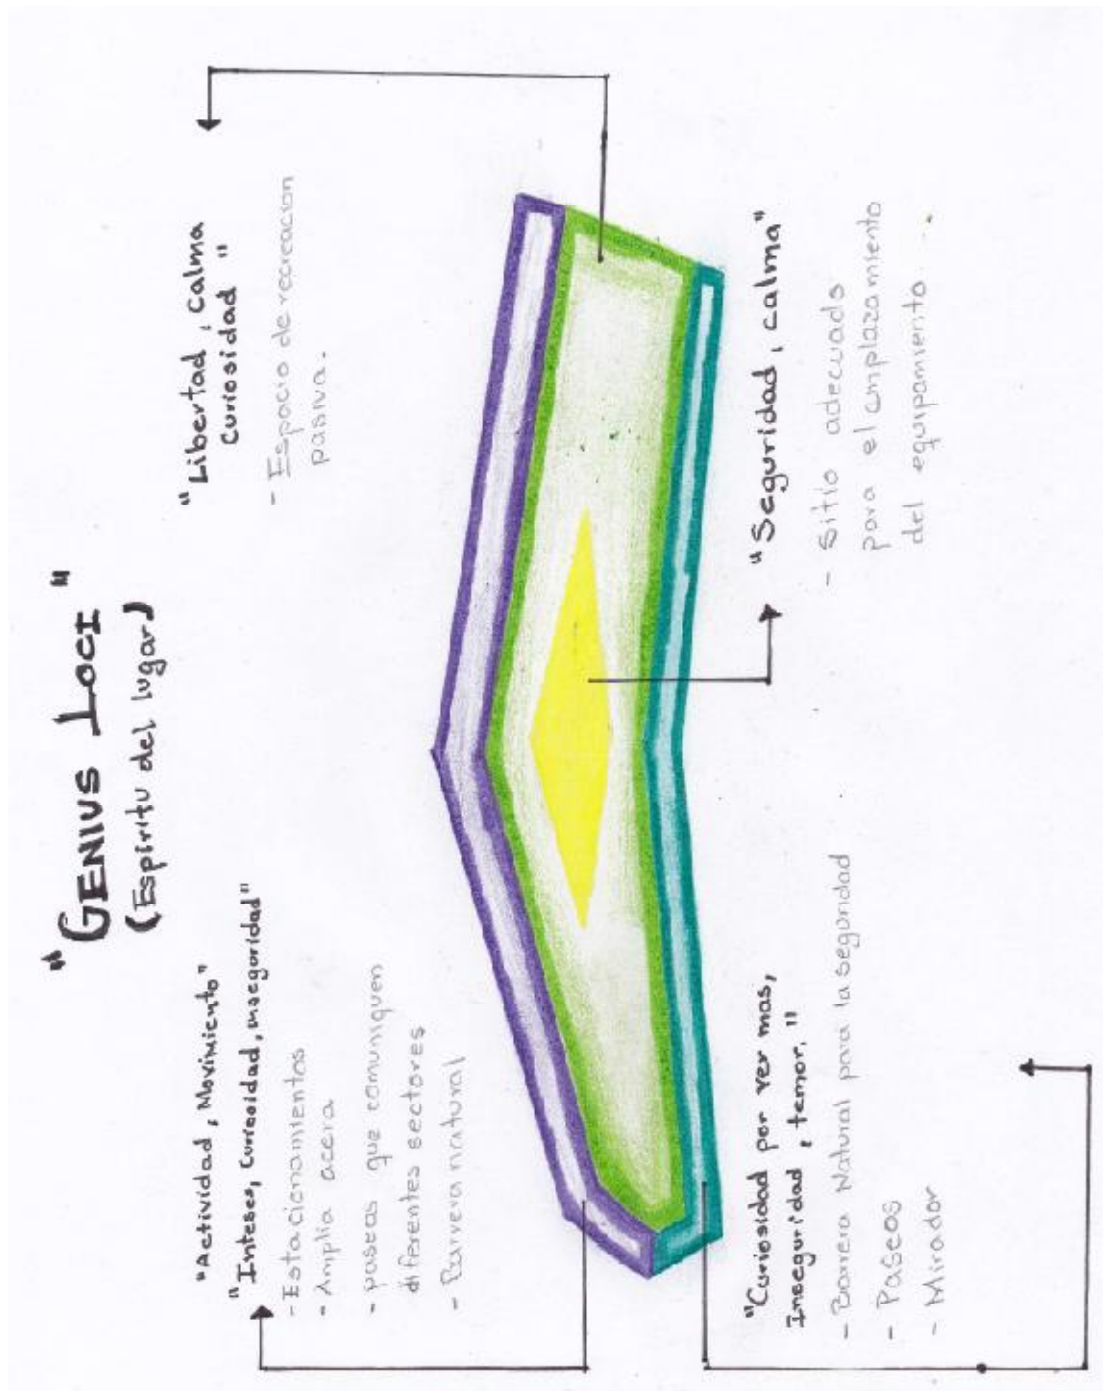 "GENIUS LOCI"
(Espiritu del lugar)
"Actividad, Movimiento"
"Inteses, Curiosidad, inseguridad"
- Estacionamientos
- Amplia acera
- paseos que comuniquen
diferentes sectores
- Barrera natural
"Libertad, calma
curiosidad"
- Espacio de recreacion
pasiva.
"Curiosidad por ver mas,
Inseguridad, temor."
- Barrera Natural para la seguridad
- Paseos
- Mirador
"Seguridad, calma"
- Sitio adecuado
para el emplazamiento
del equipamiento.